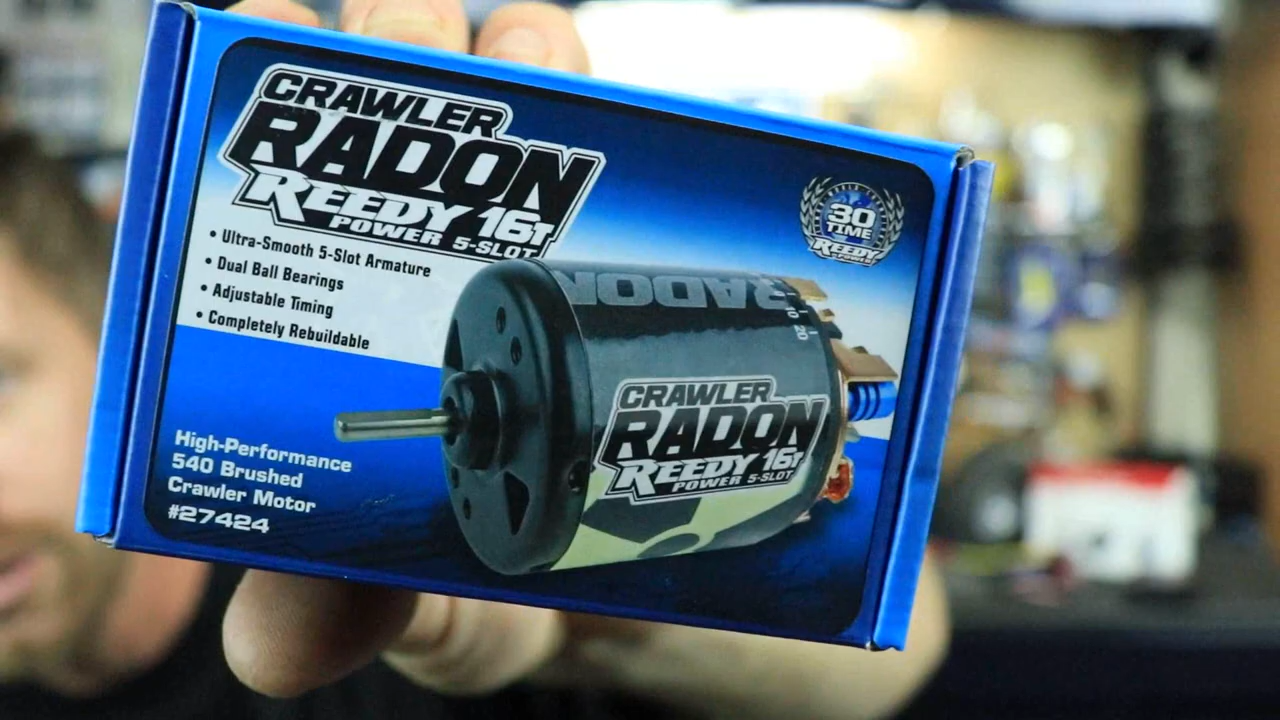 CRAWLER
RADON
REEDY 16T
POWER 5-SLOT
• Ultra-Smooth 5-Slot Armature
• Dual Ball Bearings
• Adjustable Timing
• Completely Rebuildable
High-Performance
540 Brushed
Crawler Motor
#27424
30
TIME
REEDY
POWER
RADON
RADON
10
20
CRAWLER
RADON
REEDY 16T
POWER 5-SLOT